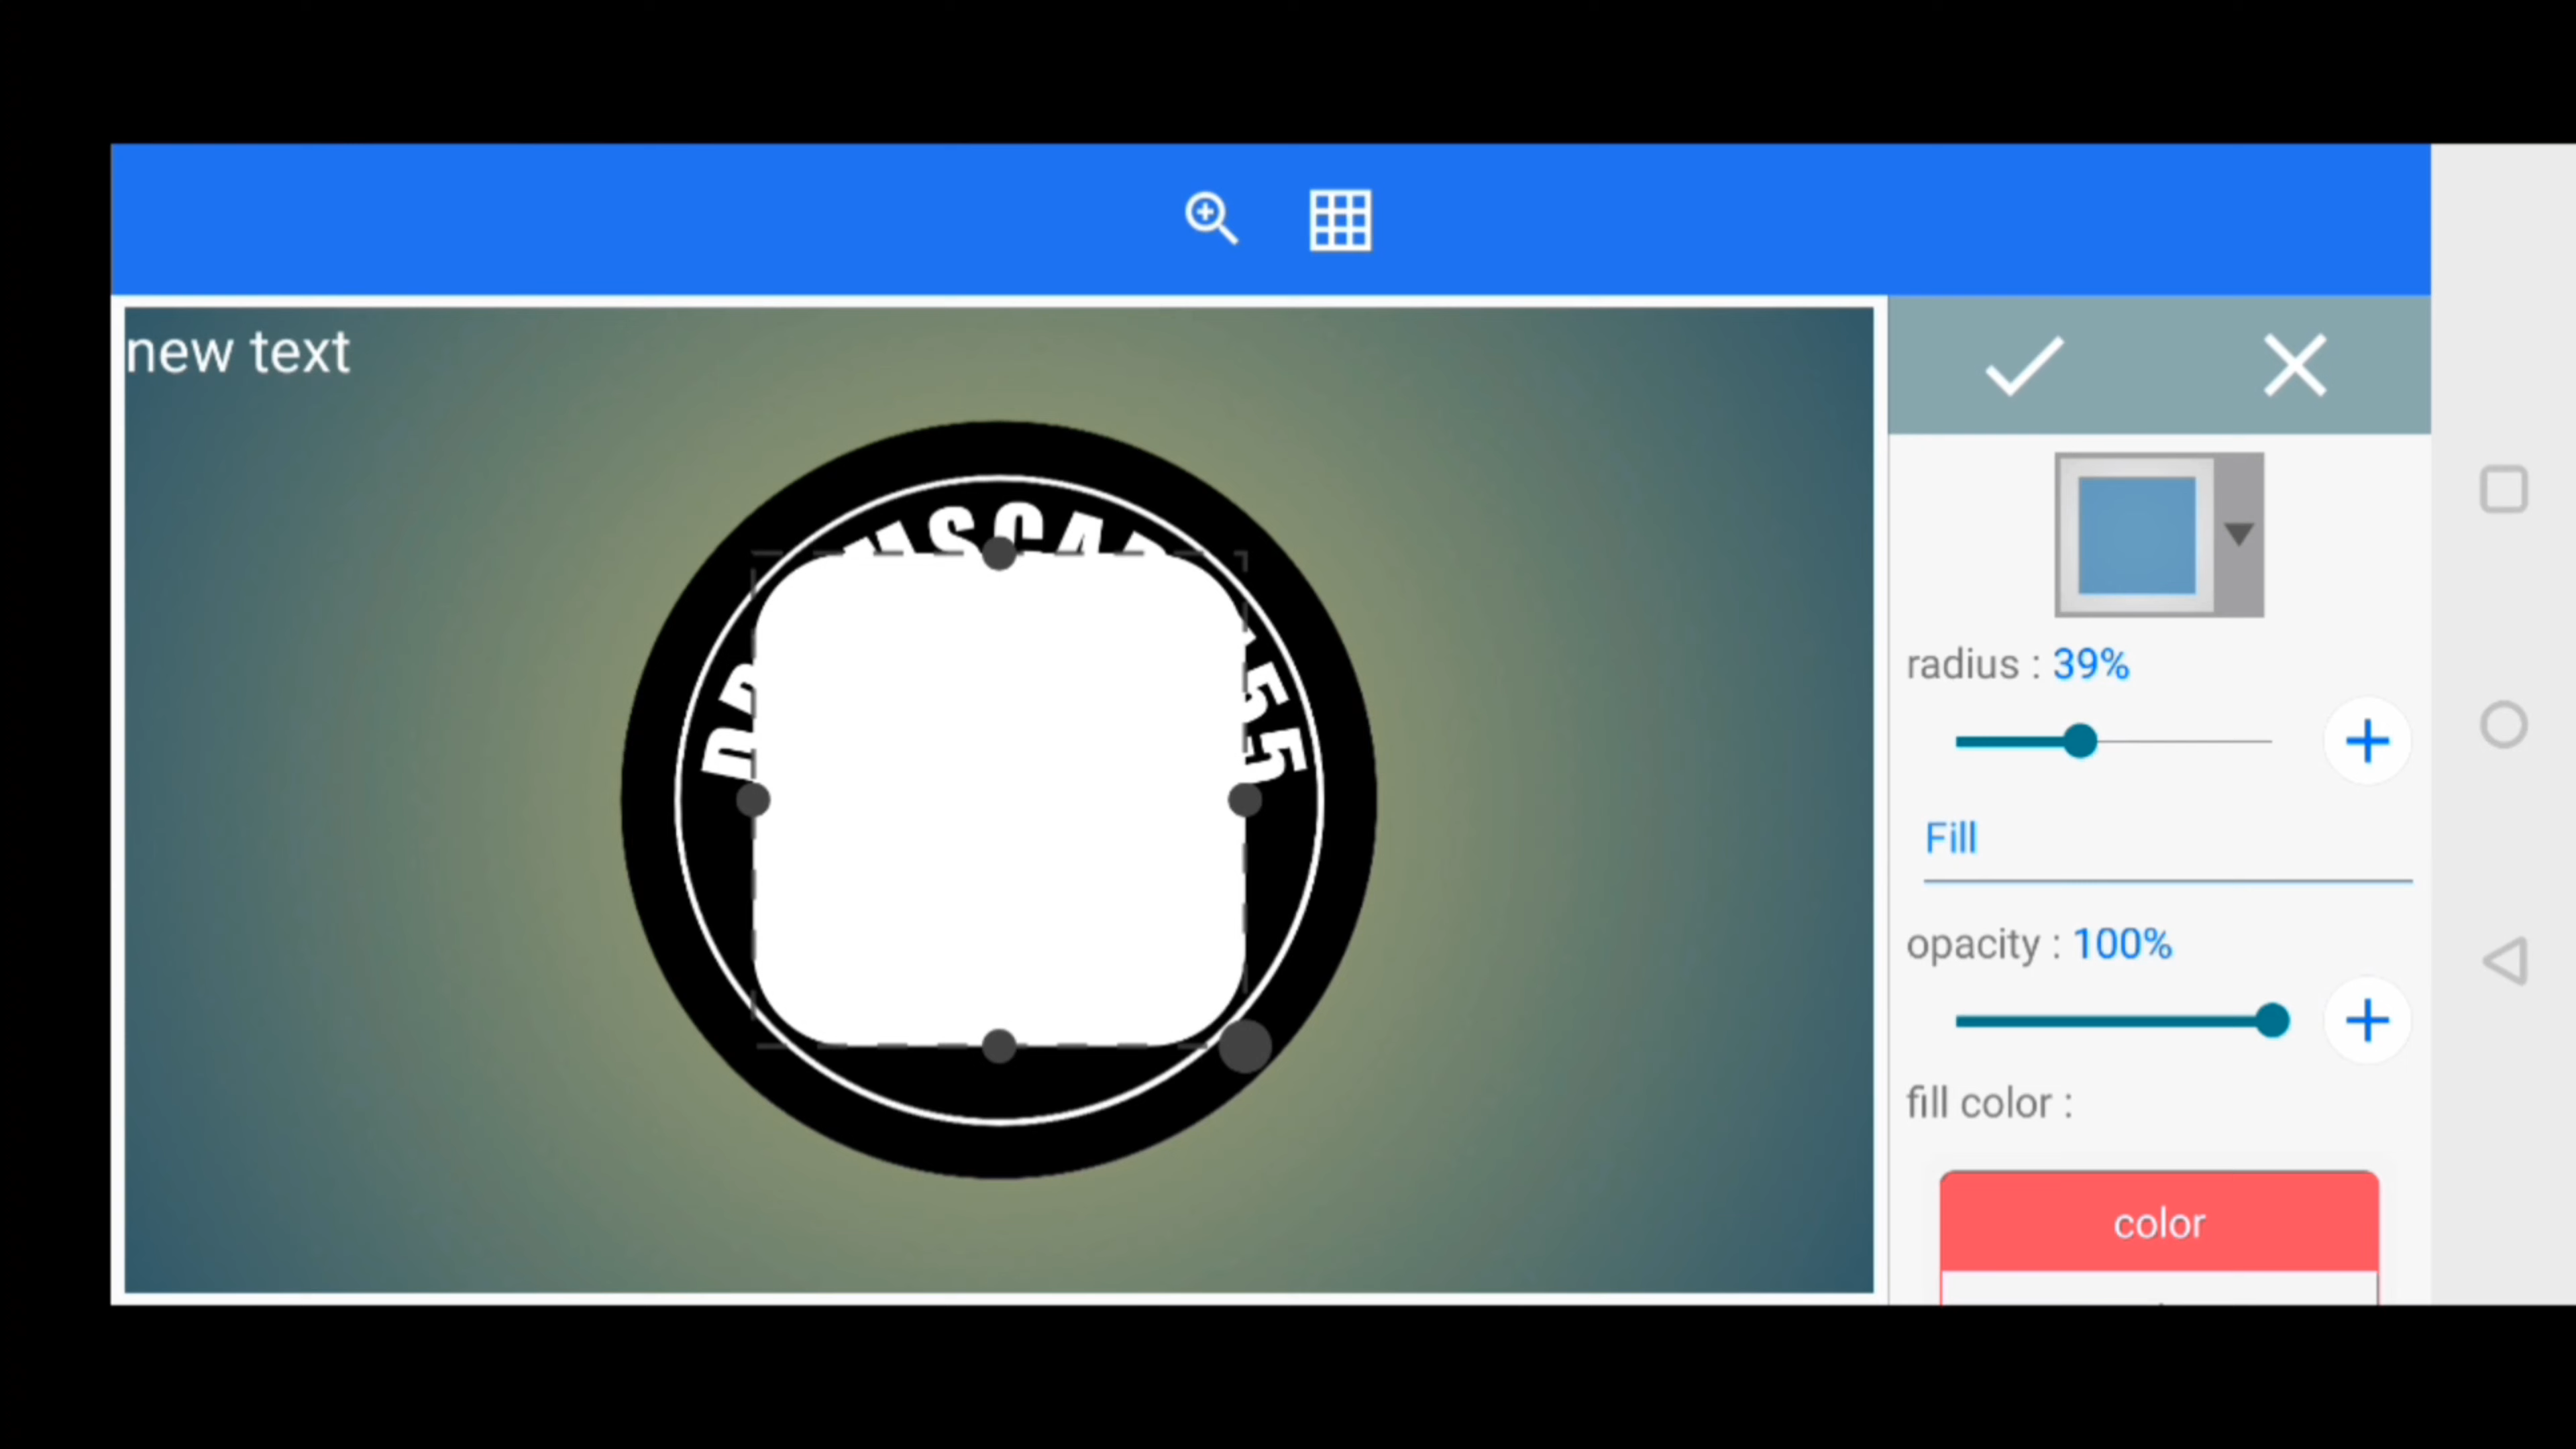 new text
radius : 39%
Fill
opacity : 100%
fill color :
color